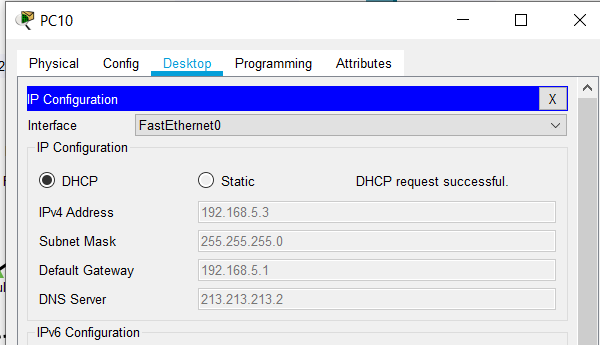 PC10
Physical Config Desktop Programming Attributes
IP Configuration X
Interface FastEthernet0
IP Configuration
DHCP Static DHCP request successful.
IPv4 Address 192.168.5.3
Subnet Mask 255.255.255.0
Default Gateway 192.168.5.1
DNS Server 213.213.213.2
IPv6 Configuration